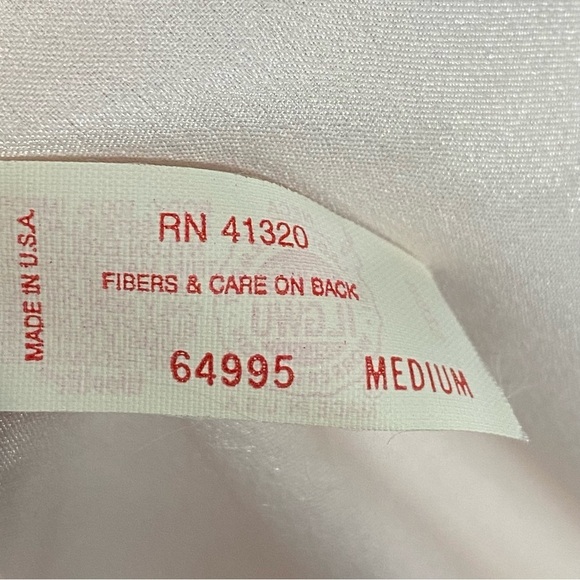 MADE IN U.S.A.
RN 41320
FIBERS & CARE ON BACK
64995 MEDIUM